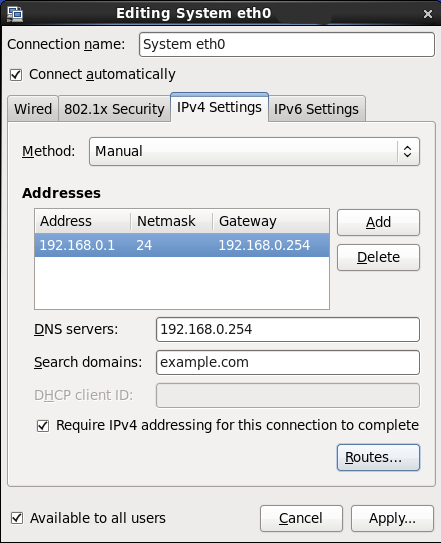 Editing System eth0
Connection name: System eth0
Connect automatically
Wired 802.1x Security IPv4 Settings IPv6 Settings
Method: Manual
Addresses
Address Netmask Gateway
192.168.0.1 24 192.168.0.254
Add
Delete
DNS servers: 192.168.0.254
Search domains: example.com
DHCP client ID:
Require IPv4 addressing for this connection to complete
Routes...
Available to all users Cancel Apply...